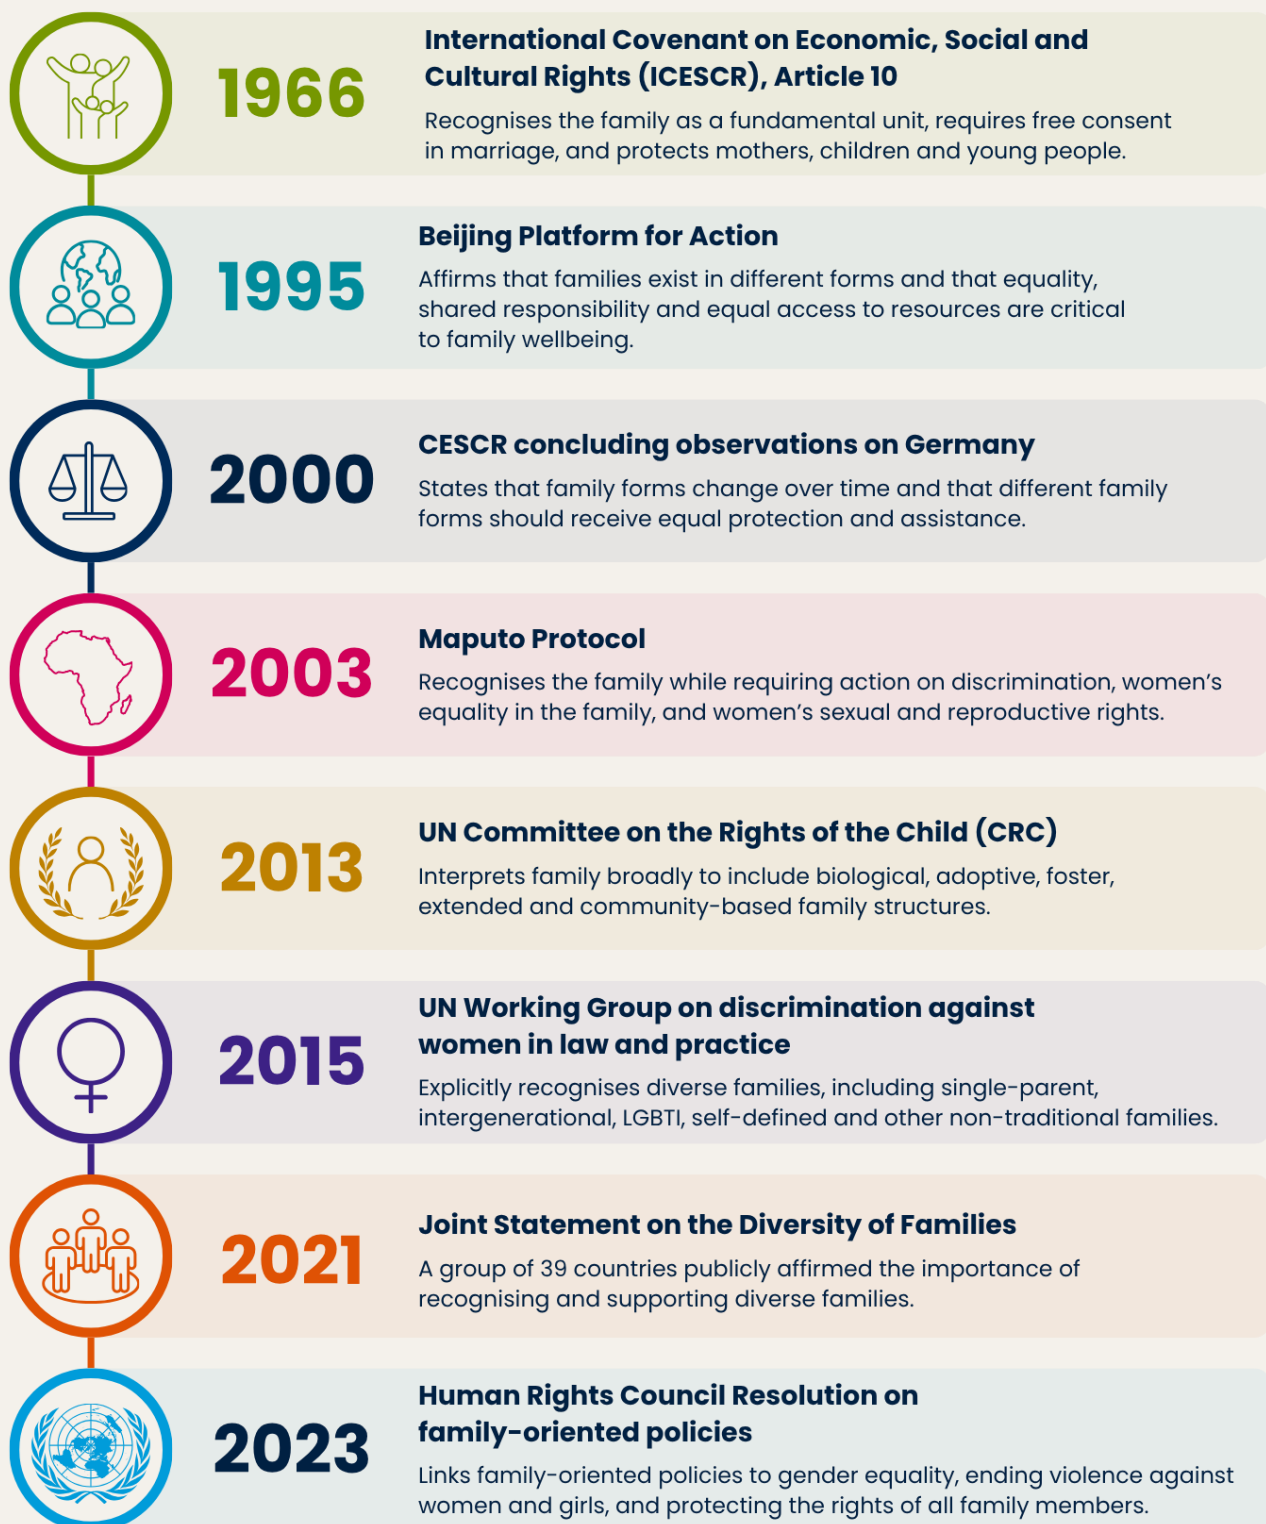 1966
International Covenant on Economic, Social and
Cultural Rights (ICESCR), Article 10
Recognises the family as a fundamental unit, requires free consent
in marriage, and protects mothers, children and young people.
1995
Beijing Platform for Action
Affirms that families exist in different forms and that equality,
shared responsibility and equal access to resources are critical
to family wellbeing.
2000
CESCR concluding observations on Germany
States that family forms change over time and that different family
forms should receive equal protection and assistance.
2003
Maputo Protocol
Recognises the family while requiring action on discrimination, women’s
equality in the family, and women’s sexual and reproductive rights.
2013
UN Committee on the Rights of the Child (CRC)
Interprets family broadly to include biological, adoptive, foster,
extended and community-based family structures.
2015
UN Working Group on discrimination against
women in law and practice
Explicitly recognises diverse families, including single-parent,
intergenerational, LGBTI, self-defined and other non-traditional families.
2021
Joint Statement on the Diversity of Families
A group of 39 countries publicly affirmed the importance of
recognising and supporting diverse families.
2023
Human Rights Council Resolution on
family-oriented policies
Links family-oriented policies to gender equality, ending violence against
women and girls, and protecting the rights of all family members.